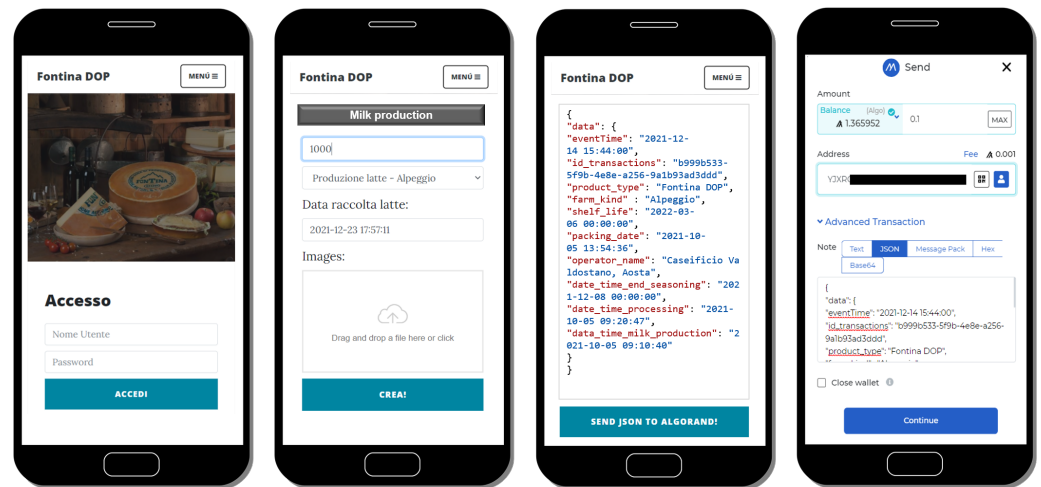 Fontina DOP
MENÚ ≡
Accesso
Nome Utente
Password
ACCEDI
Fontina DOP
MENÚ ≡
Milk production
1000
Produzione latte - Alpeggio
Data raccolta latte:
2021-12-23 17:57:11
Images:
Drag and drop a file here or click
CREA!
Fontina DOP
MENÚ ≡
{
"data": {
"eventTime": "2021-12-
14 15:44:00",
"id_transactions": "b999b533-
5f9b-4e8e-a256-9a1b93ad3ddd",
"product_type": "Fontina DOP",
"farm_kind" : "Alpeggio",
"shelf_life": "2022-03-
06 00:00:00",
"packing_date": "2021-10-
05 13:54:36",
"operator_name": "Caseificio Va
ldostano, Aosta",
"date_time_end_seasoning": "202
1-12-08 00:00:00",
"date_time_processing": "2021-
10-05 09:20:47",
"data_time_milk_production": "2
021-10-05 09:10:40"
}
}
SEND JSON TO ALGORAND!
Send
Amount
Balance (Algo)
1.365952
0.1
MAX
Address
Fee 0.001
YJXR
Advanced Transaction
Note
Text JSON Message Pack Hex
Base64
{
"data": {
"eventTime": "2021-12-14 15:44:00",
"id_transactions": "b999b533-5f9b-4e8e-a256-
9a1b93ad3ddd",
"product_type": "Fontina DOP",
Close wallet
Continue